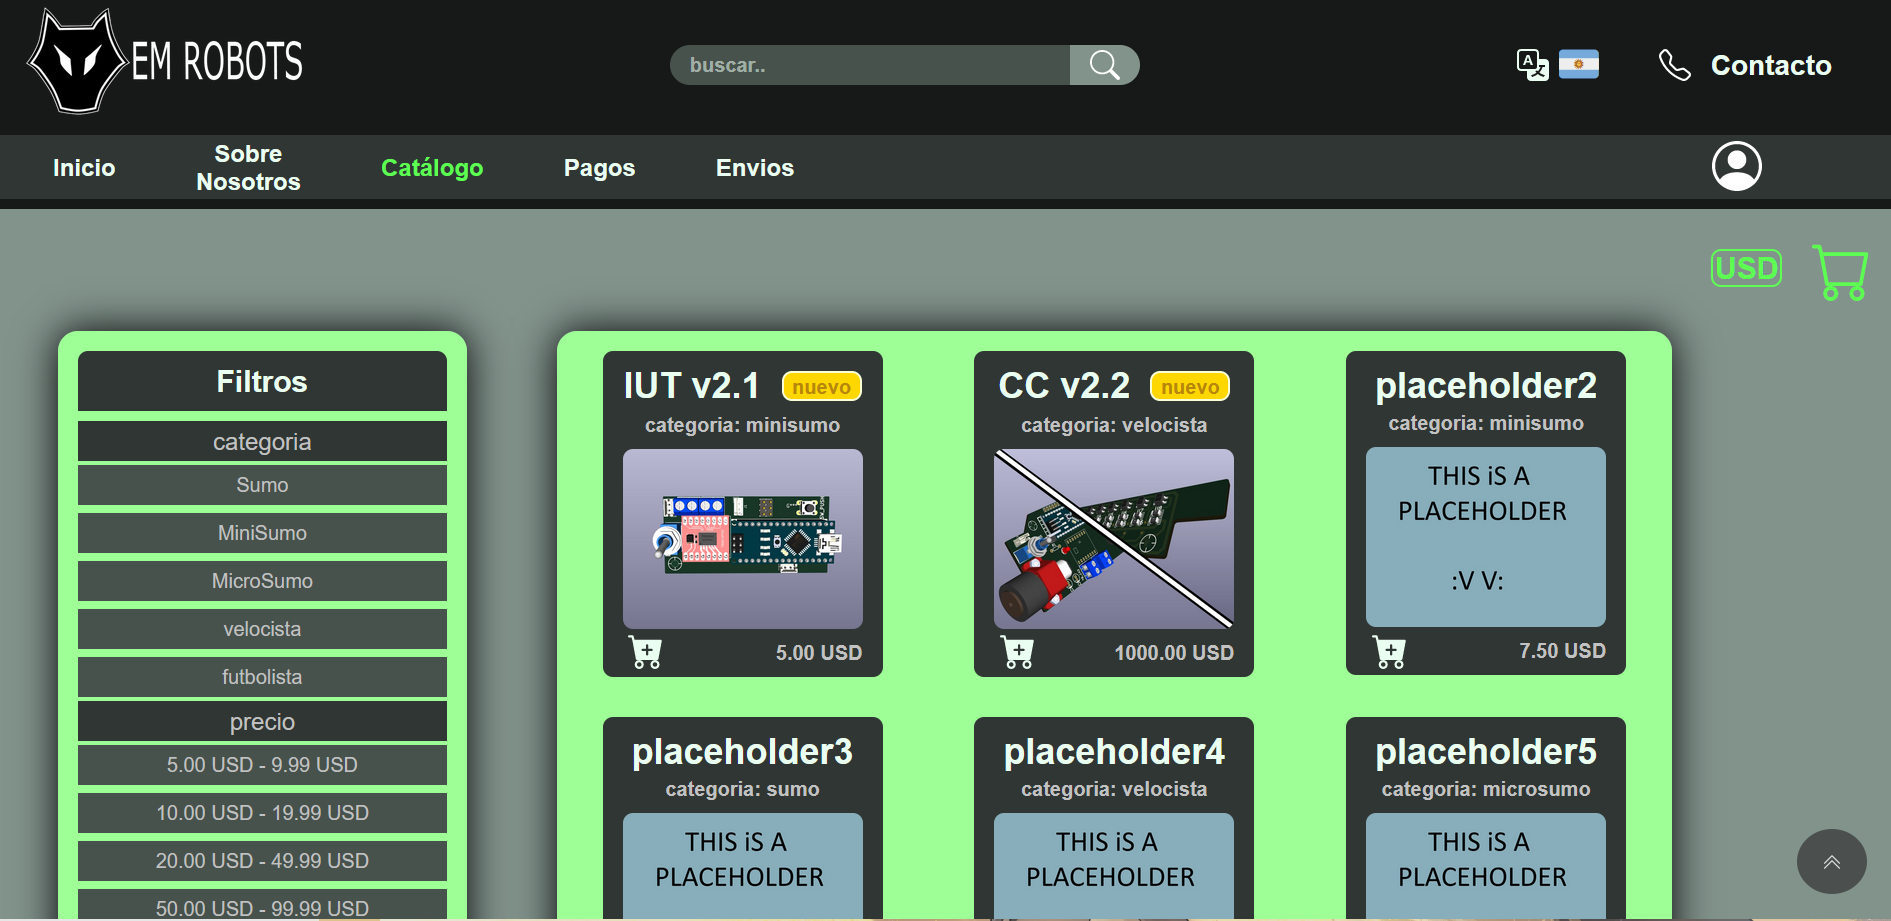 EM ROBOTS
buscar..
Contacto
Inicio
Sobre
Nosotros
Catálogo
Pagos
Envios
USD
Filtros
categoria
Sumo
MiniSumo
MicroSumo
velocista
futbolista
precio
5.00 USD - 9.99 USD
10.00 USD - 19.99 USD
20.00 USD - 49.99 USD
50.00 USD - 99.99 USD
IUT v2.1 nuevo
categoria: minisumo
5.00 USD
CC v2.2 nuevo
categoria: velocista
1000.00 USD
placeholder2
categoria: minisumo
THIS iS A
PLACEHOLDER
:V V:
7.50 USD
placeholder3
categoria: sumo
THIS iS A
PLACEHOLDER
placeholder4
categoria: velocista
THIS iS A
PLACEHOLDER
placeholder5
categoria: microsumo
THIS iS A
PLACEHOLDER